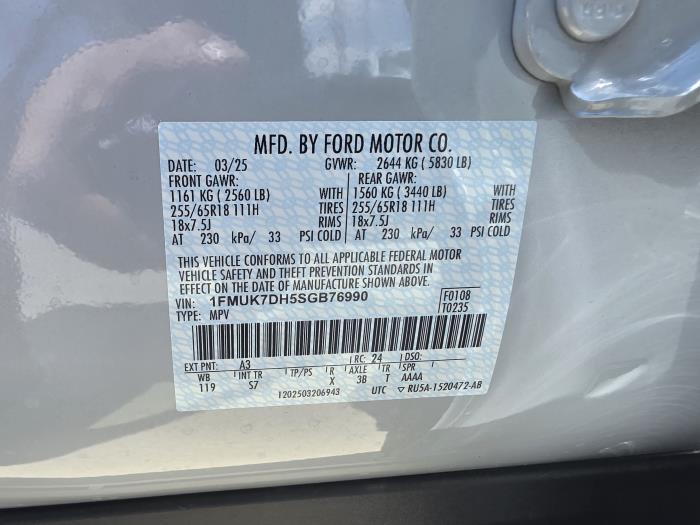 MFD. BY FORD MOTOR CO.
DATE: 03/25 GVWR: 2644 KG ( 5830 LB)
FRONT GAWR: REAR GAWR:
1161 KG ( 2560 LB) WITH 1560 KG ( 3440 LB) WITH
255/65R18 111H TIRES 255/65R18 111H TIRES
18x7.5J RIMS 18x7.5J RIMS
AT 230 kPa/ 33 PSI COLD AT 230 kPa/ 33 PSI COLD
THIS VEHICLE CONFORMS TO ALL APPLICABLE FEDERAL MOTOR
VEHICLE SAFETY AND THEFT PREVENTION STANDARDS IN
EFFECT ON THE DATE OF MANUFACTURE SHOWN ABOVE.
VIN: 1FMUK7DH5SGB76990 F0108
TYPE: MPV T0235
EXT PNT: A3 RC: 24 DSO:
WB INT TR TP/PS R AXLE TR SPR
119 S7 X 3B T AAAA
1202503206943 UTC ▽ RU5A-1520472-AB